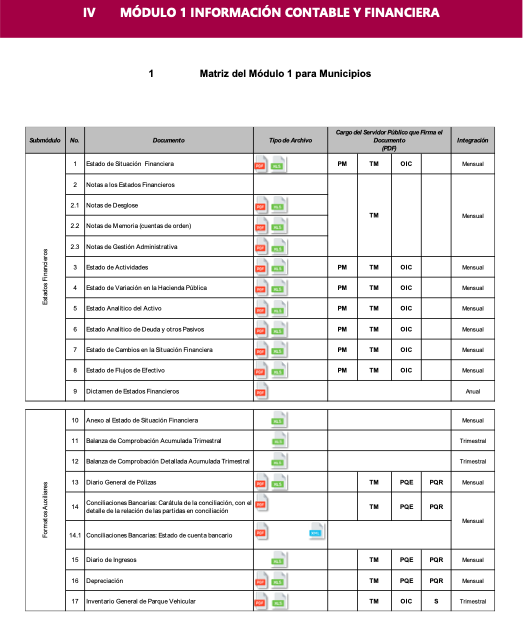 IV MÓDULO 1 INFORMACIÓN CONTABLE Y FINANCIERA
1 Matriz del Módulo 1 para Municipios
Submódulo No. Documento Tipo de Archivo Cargo del Servidor Público que Firma el Documento (PDF) Integración
Estados Financieros
1 Estado de Situación Financiera PDF XLS PM TM OIC Mensual
2 Notas a los Estados Financieros TM Mensual
2.1 Notas de Desglose PDF XLS
2.2 Notas de Memoria (cuentas de orden) PDF XLS
2.3 Notas de Gestión Administrativa PDF XLS
3 Estado de Actividades PDF XLS PM TM OIC Mensual
4 Estado de Variación en la Hacienda Pública PDF XLS PM TM OIC Mensual
5 Estado Analítico del Activo PDF XLS PM TM OIC Mensual
6 Estado Analítico de Deuda y otros Pasivos PDF XLS PM TM OIC Mensual
7 Estado de Cambios en la Situación Financiera PDF XLS PM TM OIC Mensual
8 Estado de Flujos de Efectivo PDF XLS PM TM OIC Mensual
9 Dictamen de Estados Financieros PDF Anual
Formatos Auxiliares
10 Anexo al Estado de Situación Financiera XLS Mensual
11 Balanza de Comprobación Acumulada Trimestral XLS Trimestral
12 Balanza de Comprobación Detallada Acumulada Trimestral XLS Trimestral
13 Diario General de Pólizas PDF XLS TM PQE PQR Mensual
14 Conciliaciones Bancarias: Carátula de la conciliación, con el
detalle de la relación de las partidas en conciliación PDF TM PQE PQR Mensual
14.1 Conciliaciones Bancarias: Estado de cuenta bancario PDF
15 Diario de Ingresos PDF XLS TM PQE PQR Mensual
16 Depreciación PDF XLS TM PQE PQR Mensual
17 Inventario General de Parque Vehicular PDF XLS TM OIC S Trimestral